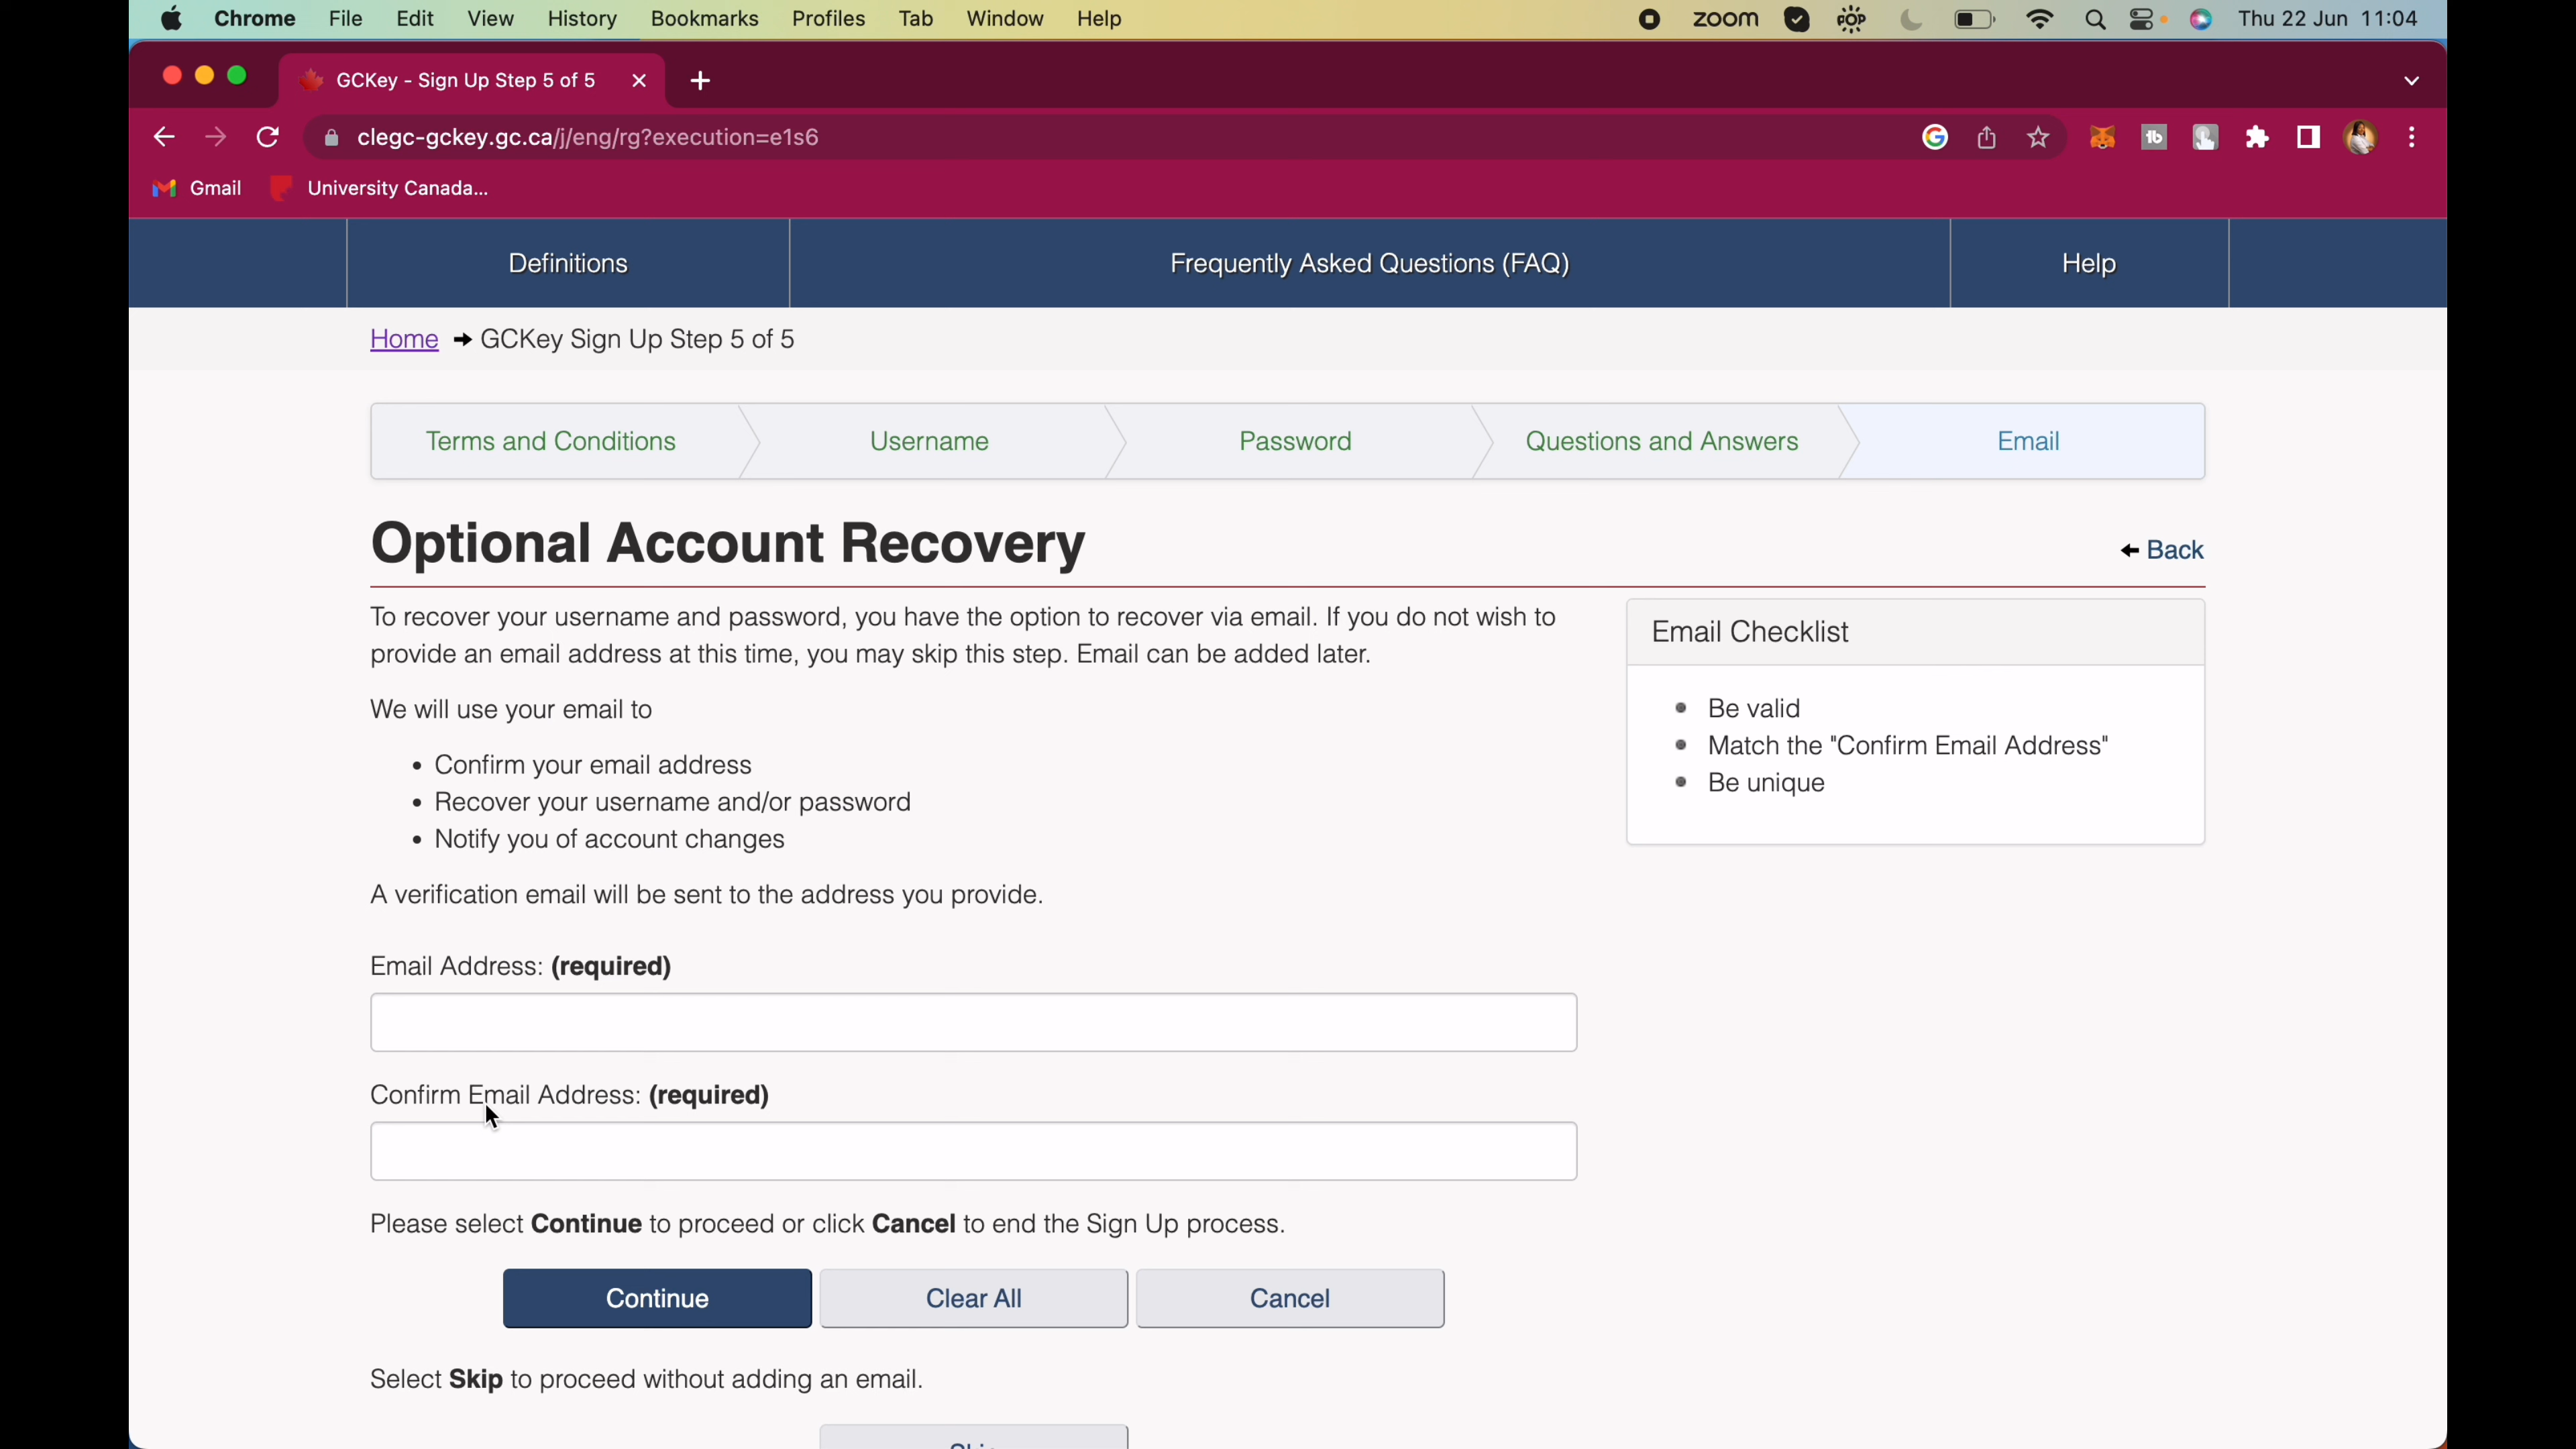 Chrome File Edit View History Bookmarks Profiles Tab Window Help zoom POP Thu 22 Jun 11:04
GCKey - Sign Up Step 5 of 5
clegc-gckey.gc.ca/j/eng/rg?execution=e1s6
Gmail University Canada...
Definitions Frequently Asked Questions (FAQ) Help
Home → GCKey Sign Up Step 5 of 5
Terms and Conditions Username Password Questions and Answers Email
Optional Account Recovery
← Back
To recover your username and password, you have the option to recover via email. If you do not wish to
provide an email address at this time, you may skip this step. Email can be added later.
We will use your email to
• Confirm your email address
• Recover your username and/or password
• Notify you of account changes
A verification email will be sent to the address you provide.
Email Checklist
• Be valid
• Match the "Confirm Email Address"
• Be unique
Email Address: (required)
Confirm Email Address: (required)
Please select Continue to proceed or click Cancel to end the Sign Up process.
Continue Clear All Cancel
Select Skip to proceed without adding an email.